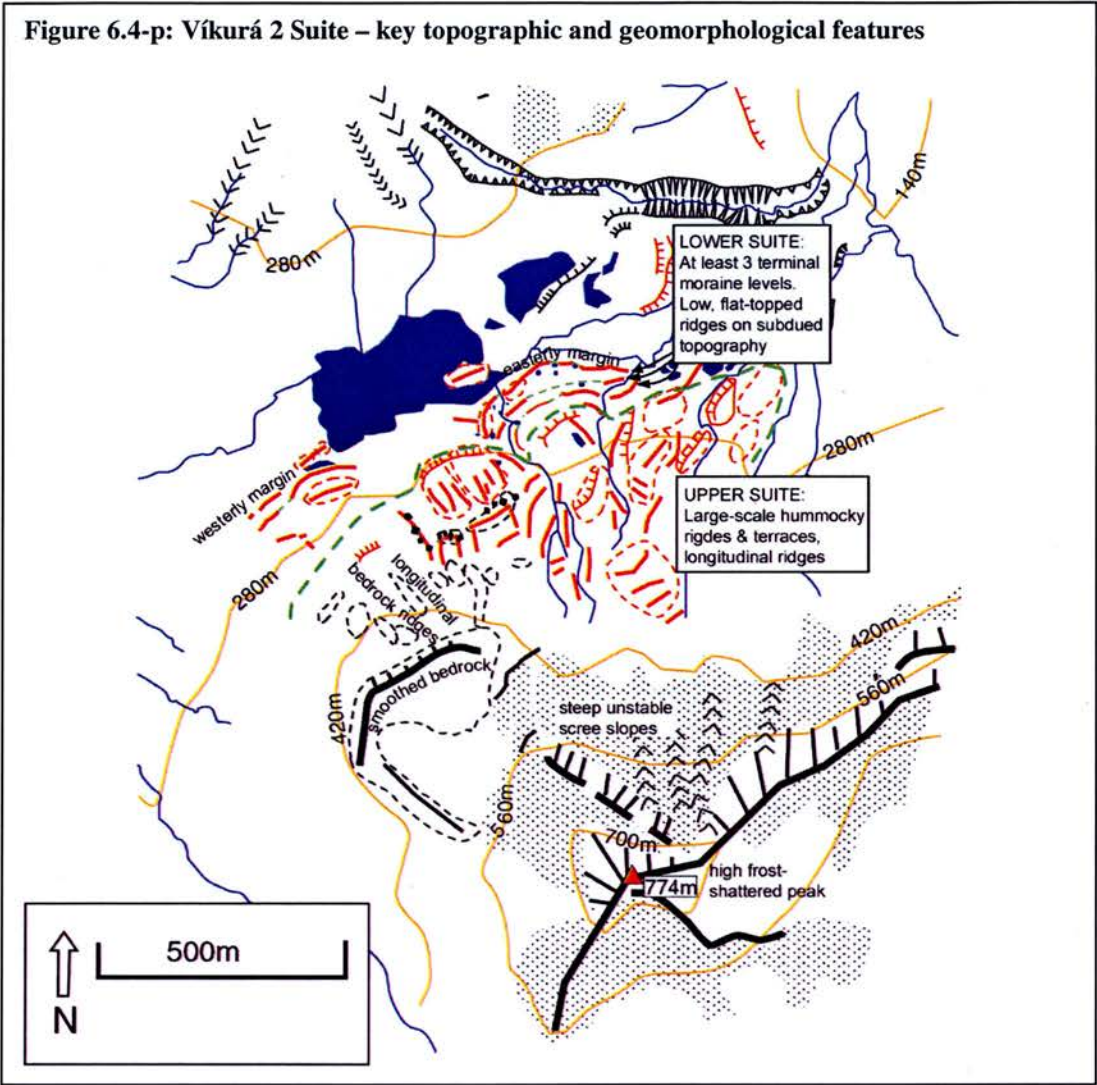 Figure 6.4-p: Víkurá 2 Suite – key topographic and geomorphological features
140m
280m
LOWER SUITE:
At least 3 terminal
moraine levels.
Low, flat-topped
ridges on subdued
topography
easterly margin
280m
westerly margin
UPPER SUITE:
Large-scale hummocky
rigdes & terraces,
longitudinal ridges
280m
longitudinal
bedrock ridges
smoothed bedrock
420m
420m
560m
steep unstable
scree slopes
560m
700m
774m
high frost-
shattered peak
500m
N